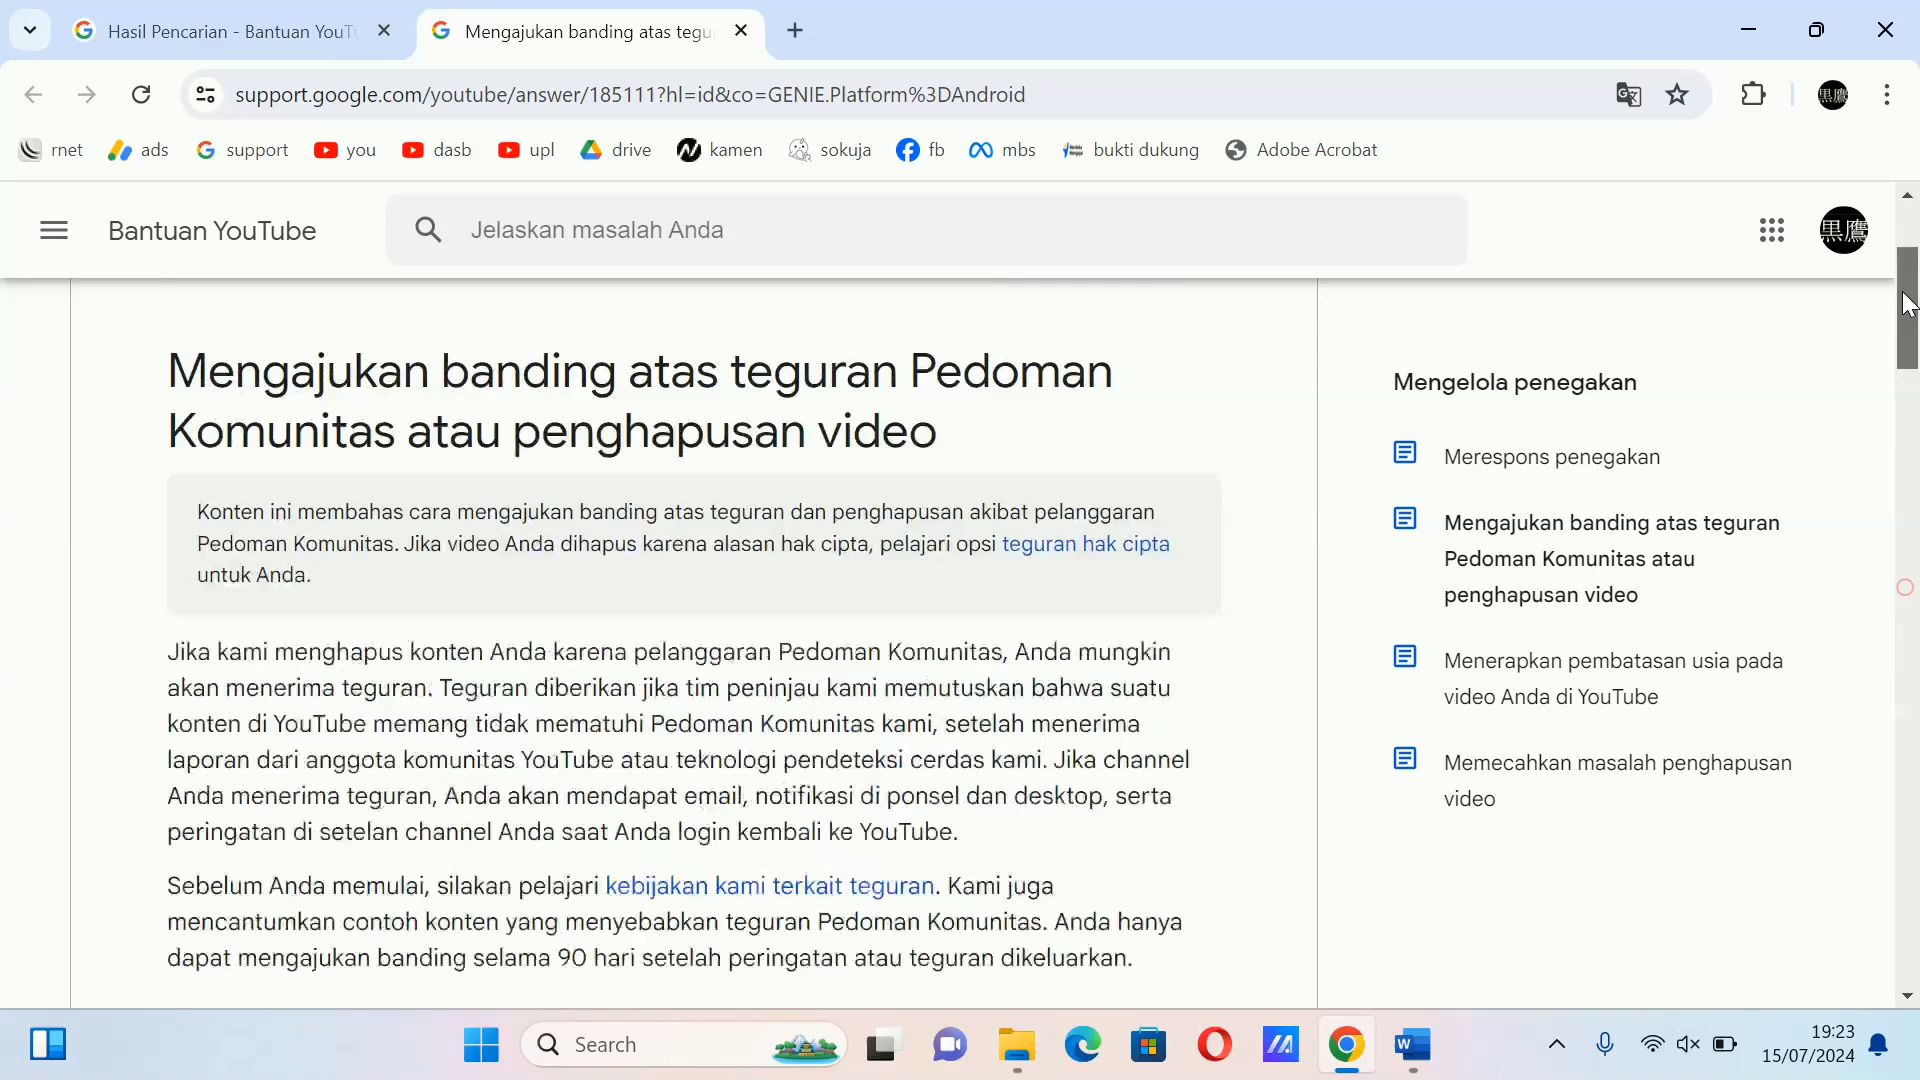 Hasil Pencarian - Bantuan YouT
Mengajukan banding atas tegu
support.google.com/youtube/answer/185111?hl=id&co=GENIE.Platform%3DAndroid
rnet
ads
support
you
dasb
upl
drive
kamen
sokuja
fb
mbs
bukti dukung
Adobe Acrobat
Bantuan YouTube
Jelaskan masalah Anda
黒鷹
Mengajukan banding atas teguran Pedoman
Komunitas atau penghapusan video
Konten ini membahas cara mengajukan banding atas teguran dan penghapusan akibat pelanggaran
Pedoman Komunitas. Jika video Anda dihapus karena alasan hak cipta, pelajari opsi teguran hak cipta
untuk Anda.
Jika kami menghapus konten Anda karena pelanggaran Pedoman Komunitas, Anda mungkin
akan menerima teguran. Teguran diberikan jika tim peninjau kami memutuskan bahwa suatu
konten di YouTube memang tidak mematuhi Pedoman Komunitas kami, setelah menerima
laporan dari anggota komunitas YouTube atau teknologi pendeteksi cerdas kami. Jika channel
Anda menerima teguran, Anda akan mendapat email, notifikasi di ponsel dan desktop, serta
peringatan di setelan channel Anda saat Anda login kembali ke YouTube.
Sebelum Anda memulai, silakan pelajari kebijakan kami terkait teguran. Kami juga
mencantumkan contoh konten yang menyebabkan teguran Pedoman Komunitas. Anda hanya
dapat mengajukan banding selama 90 hari setelah peringatan atau teguran dikeluarkan.
Mengelola penegakan
Merespons penegakan
Mengajukan banding atas teguran
Pedoman Komunitas atau
penghapusan video
Menerapkan pembatasan usia pada
video Anda di YouTube
Memecahkan masalah penghapusan
video
Search
19:23
15/07/2024